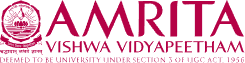 AMRITA
VISHWA VIDYAPEETHAM
DEEMED TO BE UNIVERSITY UNDER SECTION 3 OF UGC ACT, 1956